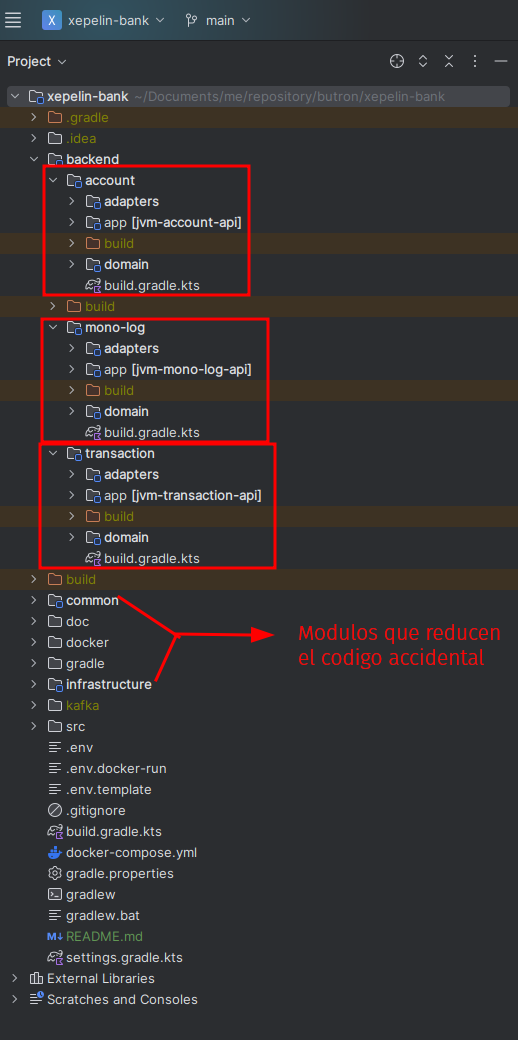 X xepelin-bank main
Project
xepelin-bank ~/Documents/me/repository/butron/xepelin-bank
.gradle
.idea
backend
account
adapters
app [jvm-account-api]
build
domain
build.gradle.kts
build
mono-log
adapters
app [jvm-mono-log-api]
build
domain
build.gradle.kts
transaction
adapters
app [jvm-transaction-api]
build
domain
build.gradle.kts
build
common
doc
docker
gradle
infrastructure
kafka
src
.env
.env.docker-run
.env.template
.gitignore
build.gradle.kts
docker-compose.yml
gradle.properties
gradlew
gradlew.bat
M↓ README.md
settings.gradle.kts
External Libraries
Scratches and Consoles
Modulos que reducen
el codigo accidental